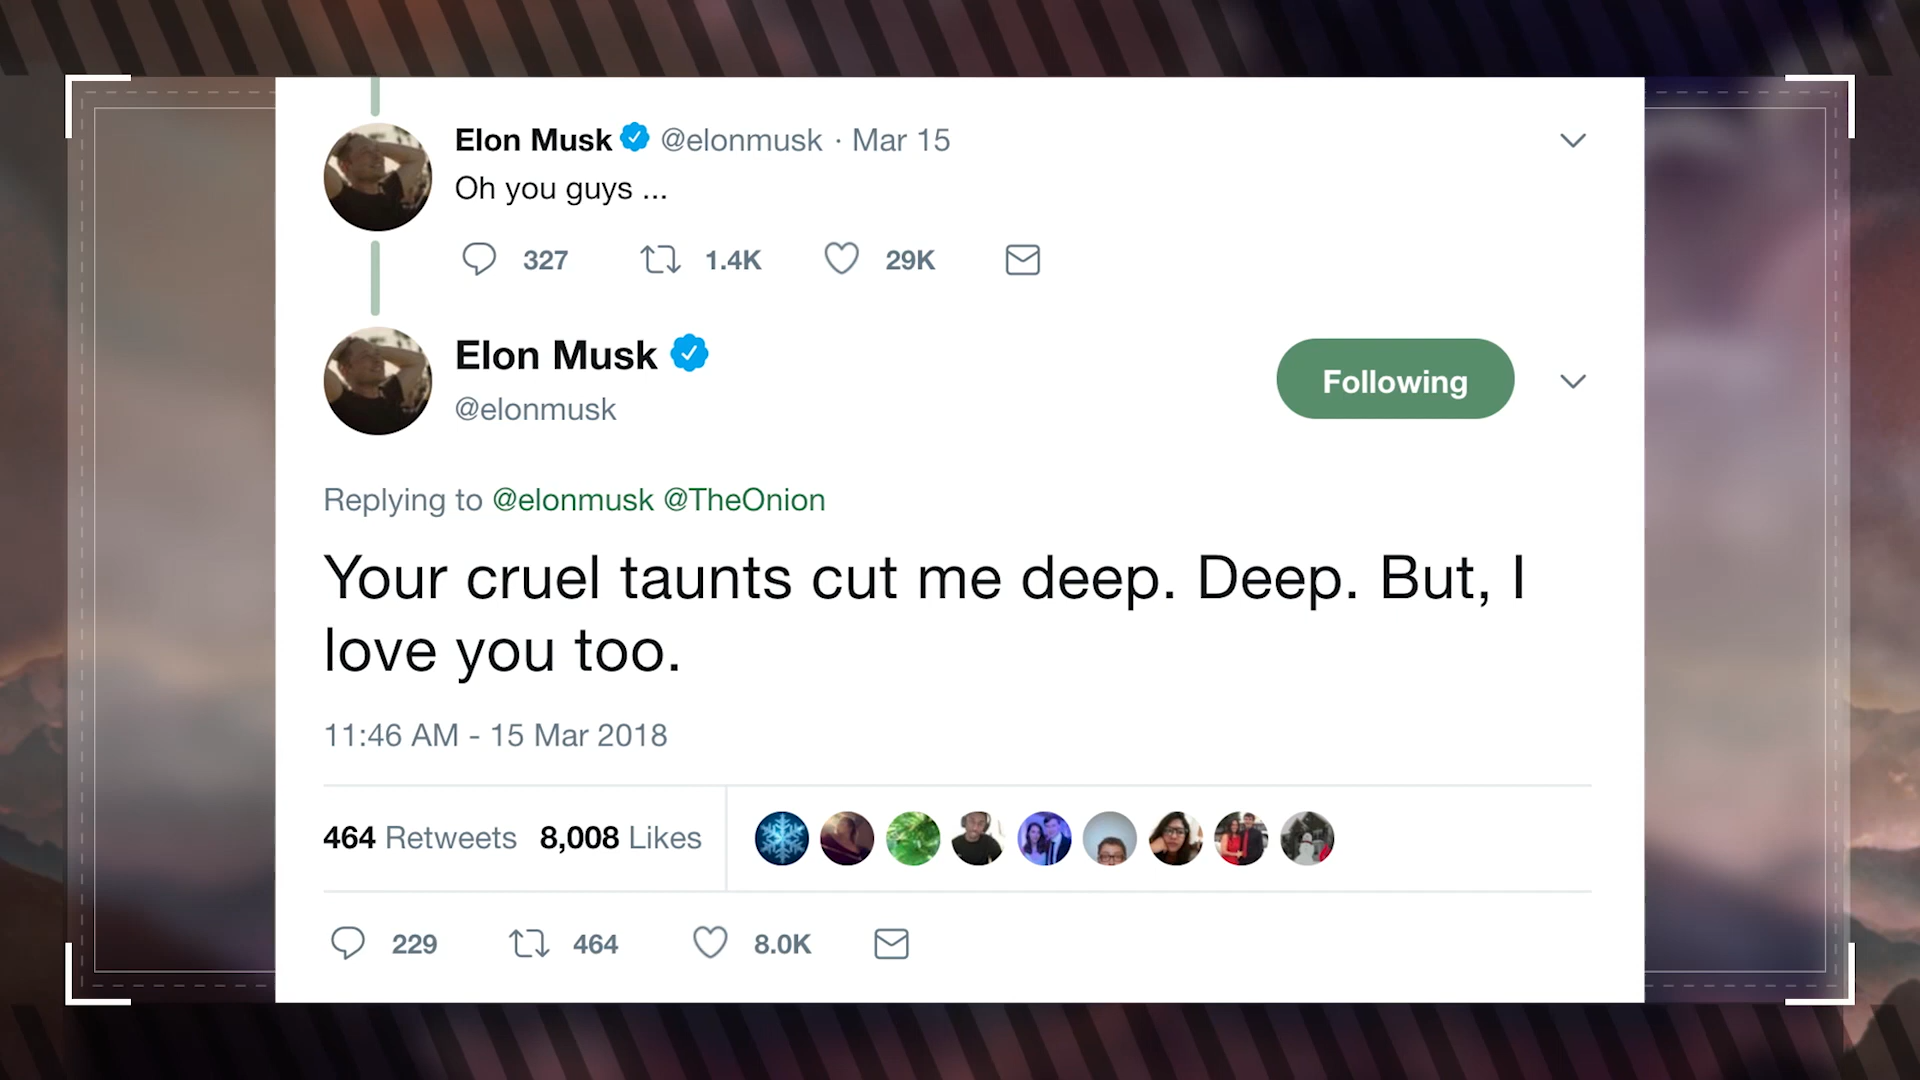 Elon Musk @elonmusk · Mar 15
Oh you guys ...
327 1.4K 29K
Elon Musk
@elonmusk
Following
Replying to @elonmusk @TheOnion
Your cruel taunts cut me deep. Deep. But, I
love you too.
11:46 AM - 15 Mar 2018
464 Retweets 8,008 Likes
229 464 8.0K